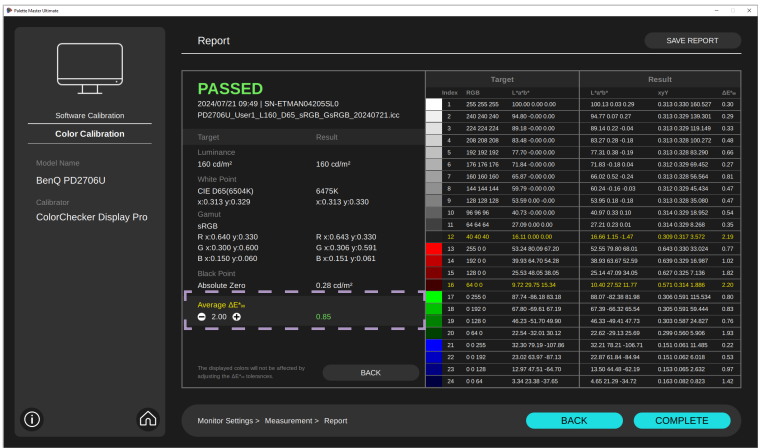 Palette Master Ultimate
Software Calibration
Color Calibration
Model Name
BenQ PD2706U
Calibrator
ColorChecker Display Pro
Report
SAVE REPORT
PASSED
2024/07/21 09:49 | SN-ETMAN04205SL0
PD2706U_User1_L160_D65_sRGB_GsRGB_20240721.icc
Target Result
Luminance
160 cd/m² 160 cd/m²
White Point
CIE D65(6504K) 6475K
x:0.313 y:0.329 x:0.313 y:0.330
Gamut
sRGB
R x:0.640 y:0.330 R x:0.643 y:0.330
G x:0.300 y:0.600 G x:0.306 y:0.591
B x:0.150 y:0.060 B x:0.151 y:0.061
Black Point
Absolute Zero 0.28 cd/m²
Average ΔE*₀₀
2.00 0.85
The displayed colors will not be affected by
adjusting the ΔE*₀₀ tolerances.
BACK
Target Result
Index RGB L*a*b* L*a*b* xyY ΔE*₀₀
1 255 255 255 100.00 0.00 0.00 100.13 0.03 0.29 0.313 0.330 160.527 0.30
2 240 240 240 94.80 -0.00 0.00 94.77 0.07 0.27 0.313 0.329 139.301 0.29
3 224 224 224 89.18 -0.00 0.00 89.14 0.22 -0.04 0.313 0.329 119.149 0.33
4 208 208 208 83.48 -0.00 0.00 83.27 0.28 -0.18 0.313 0.328 100.272 0.48
5 192 192 192 77.70 -0.00 0.00 77.31 0.38 -0.19 0.313 0.328 83.290 0.66
6 176 176 176 71.84 -0.00 0.00 71.83 -0.18 0.04 0.312 0.329 69.452 0.27
7 160 160 160 65.87 -0.00 0.00 66.02 0.52 -0.24 0.313 0.328 56.564 0.81
8 144 144 144 59.79 -0.00 0.00 60.24 -0.16 -0.03 0.312 0.329 45.434 0.47
9 128 128 128 53.59 0.00 -0.00 53.95 0.18 -0.18 0.313 0.328 35.080 0.47
10 96 96 96 40.73 -0.00 0.00 40.97 0.33 0.10 0.314 0.329 18.952 0.54
11 64 64 64 27.09 0.00 0.00 27.21 0.23 0.01 0.314 0.329 8.268 0.35
12 40 40 40 16.11 0.00 0.00 16.66 1.15 -1.47 0.309 0.317 3.572 2.19
13 255 0 0 53.24 80.09 67.20 52.55 79.80 68.01 0.643 0.330 33.024 0.77
14 192 0 0 39.93 64.70 54.28 38.93 63.67 52.59 0.639 0.329 16.987 1.02
15 128 0 0 25.53 48.05 38.05 25.14 47.09 34.05 0.627 0.325 7.136 1.82
16 64 0 0 9.72 29.75 15.34 10.40 27.52 11.77 0.571 0.314 1.886 2.20
17 0 255 0 87.74 -86.18 83.18 88.07 -82.38 81.98 0.306 0.591 115.534 0.80
18 0 192 0 67.80 -69.61 67.19 67.39 -66.32 65.54 0.305 0.591 59.444 0.83
19 0 128 0 46.23 -51.70 49.90 46.33 -49.41 47.73 0.303 0.587 24.827 0.76
20 0 64 0 22.54 -32.01 30.12 22.62 -29.13 25.69 0.299 0.560 5.906 1.93
21 0 0 255 32.30 79.19 -107.86 32.21 78.21 -106.71 0.151 0.061 11.485 0.22
22 0 0 192 23.02 63.97 -87.13 22.87 61.84 -84.94 0.151 0.062 6.018 0.53
23 0 0 128 12.97 47.51 -64.70 13.50 44.48 -62.19 0.153 0.065 2.632 0.97
24 0 0 64 3.34 23.38 -37.65 4.65 21.29 -34.72 0.163 0.082 0.823 1.42
Monitor Settings > Measurement > Report
BACK
COMPLETE